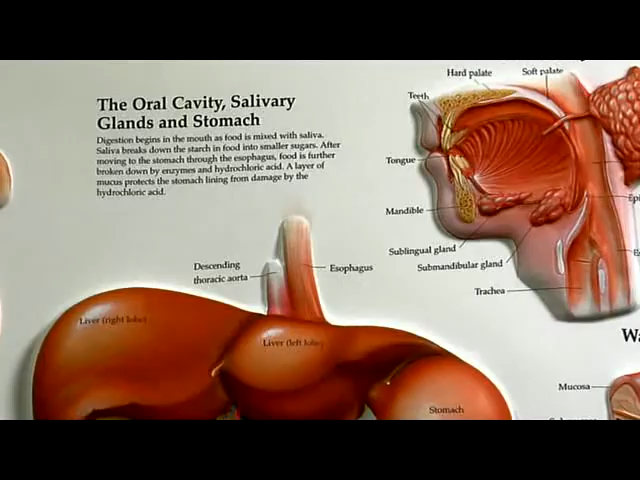 The Oral Cavity, Salivary
Glands and Stomach
Digestion begins in the mouth as food is mixed with saliva.
Saliva breaks down the starch in food into smaller sugars. After
moving to the stomach through the esophagus, food is further
broken down by enzymes and hydrochloric acid. A layer of
mucus protects the stomach lining from damage by the
hydrochloric acid.
Hard palate
Soft palate
Teeth
Tongue
Mandible
Sublingual gland
Submandibular gland
Trachea
Descending
thoracic aorta
Esophagus
Liver (right lobe)
Liver (left lobe)
Stomach
Mucosa